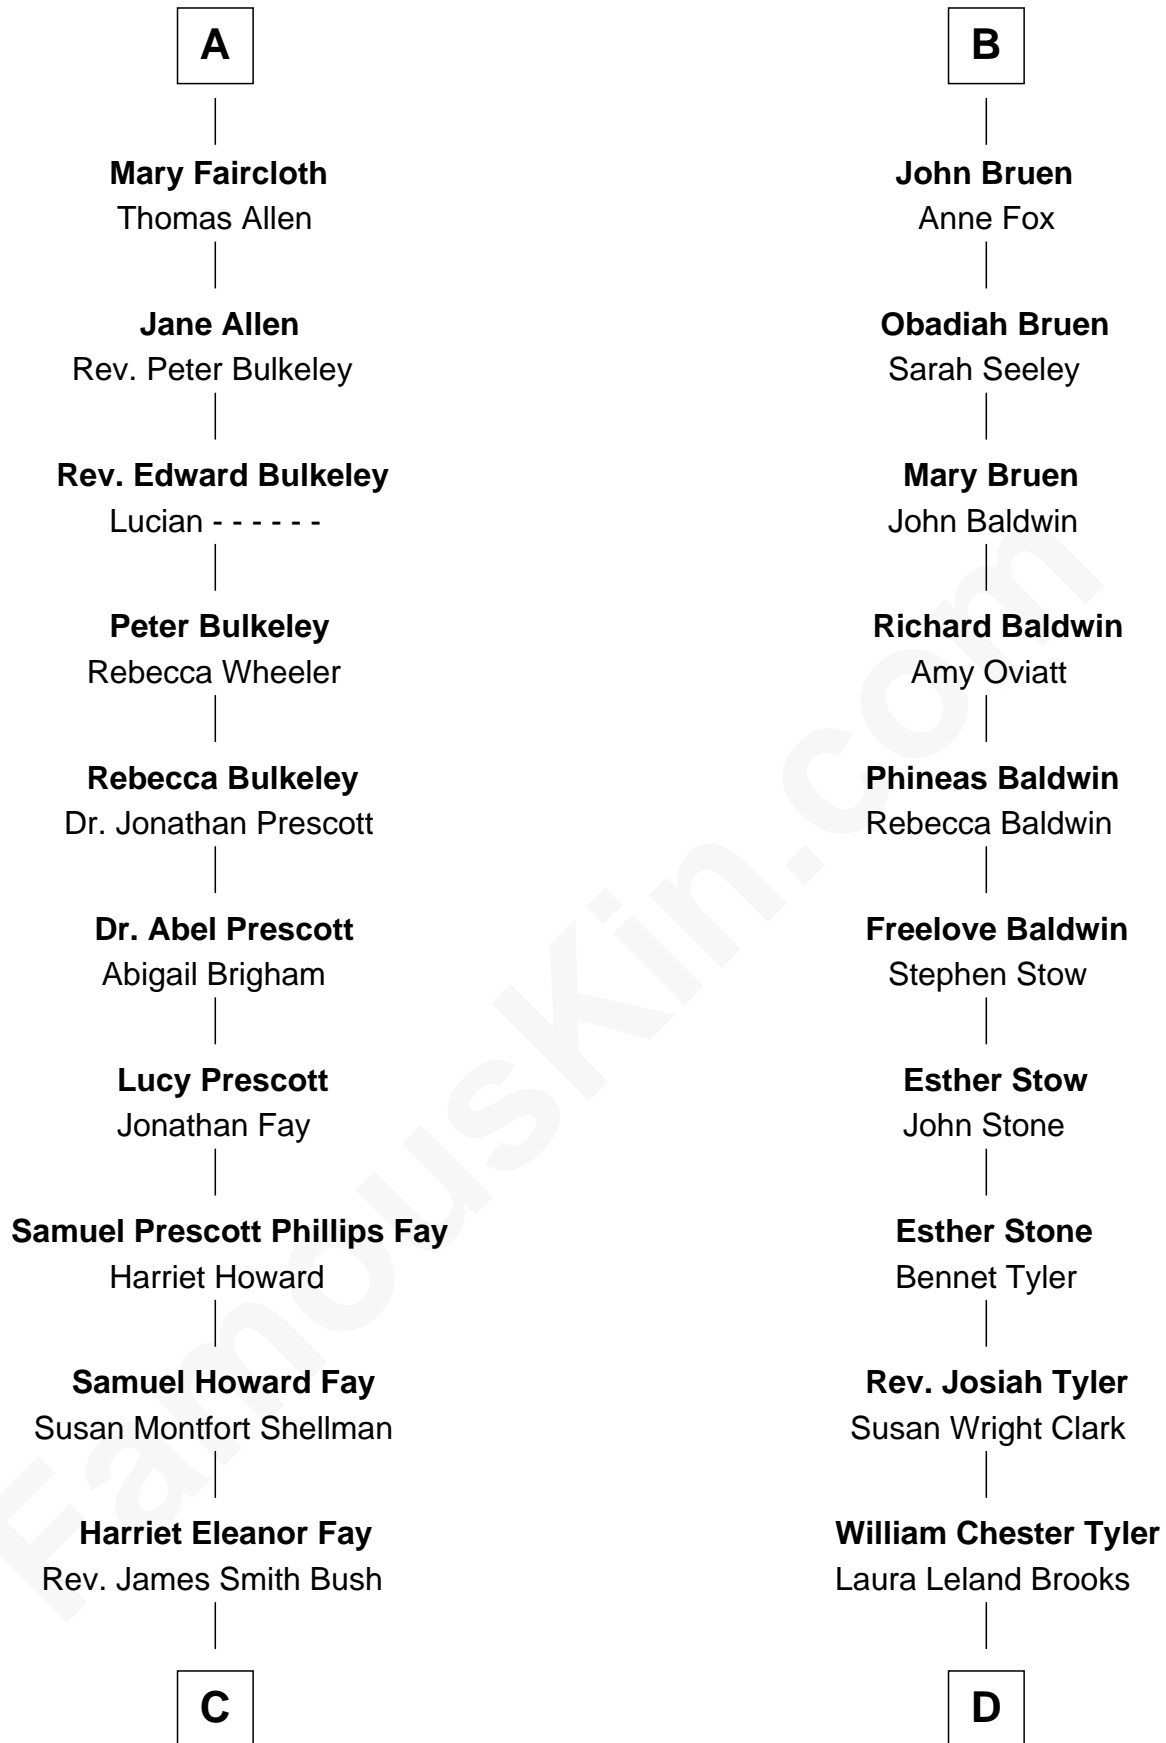 A
Mary Faircloth
Thomas Allen
Jane Allen
Rev. Peter Bulkeley
Rev. Edward Bulkeley
Lucian - - - - - -
Peter Bulkeley
Rebecca Wheeler
Rebecca Bulkeley
Dr. Jonathan Prescott
Dr. Abel Prescott
Abigail Brigham
Lucy Prescott
Jonathan Fay
Samuel Prescott Phillips Fay
Harriet Howard
Samuel Howard Fay
Susan Montfort Shellman
Harriet Eleanor Fay
Rev. James Smith Bush
C
B
John Bruen
Anne Fox
Obadiah Bruen
Sarah Seeley
Mary Bruen
John Baldwin
Richard Baldwin
Amy Oviatt
Phineas Baldwin
Rebecca Baldwin
Freelove Baldwin
Stephen Stow
Esther Stow
John Stone
Esther Stone
Bennet Tyler
Rev. Josiah Tyler
Susan Wright Clark
William Chester Tyler
Laura Leland Brooks
D
FamousKin.com